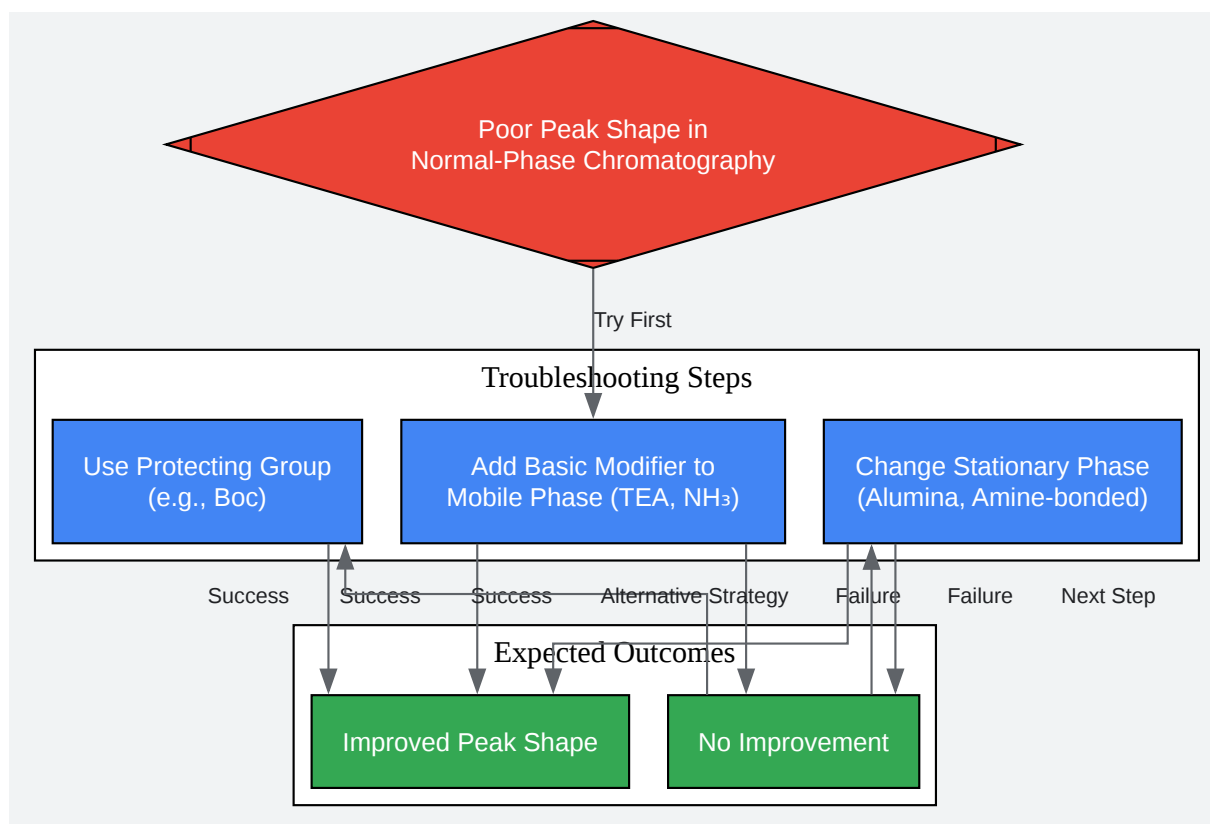 Poor Peak Shape in
Normal-Phase Chromatography
Try First
Troubleshooting Steps
Use Protecting Group
(e.g., Boc)
Add Basic Modifier to
Mobile Phase (TEA, NH₃)
Change Stationary Phase
(Alumina, Amine-bonded)
Success
Success
Success
Alternative Strategy
Failure
Failure
Next Step
Expected Outcomes
Improved Peak Shape
No Improvement